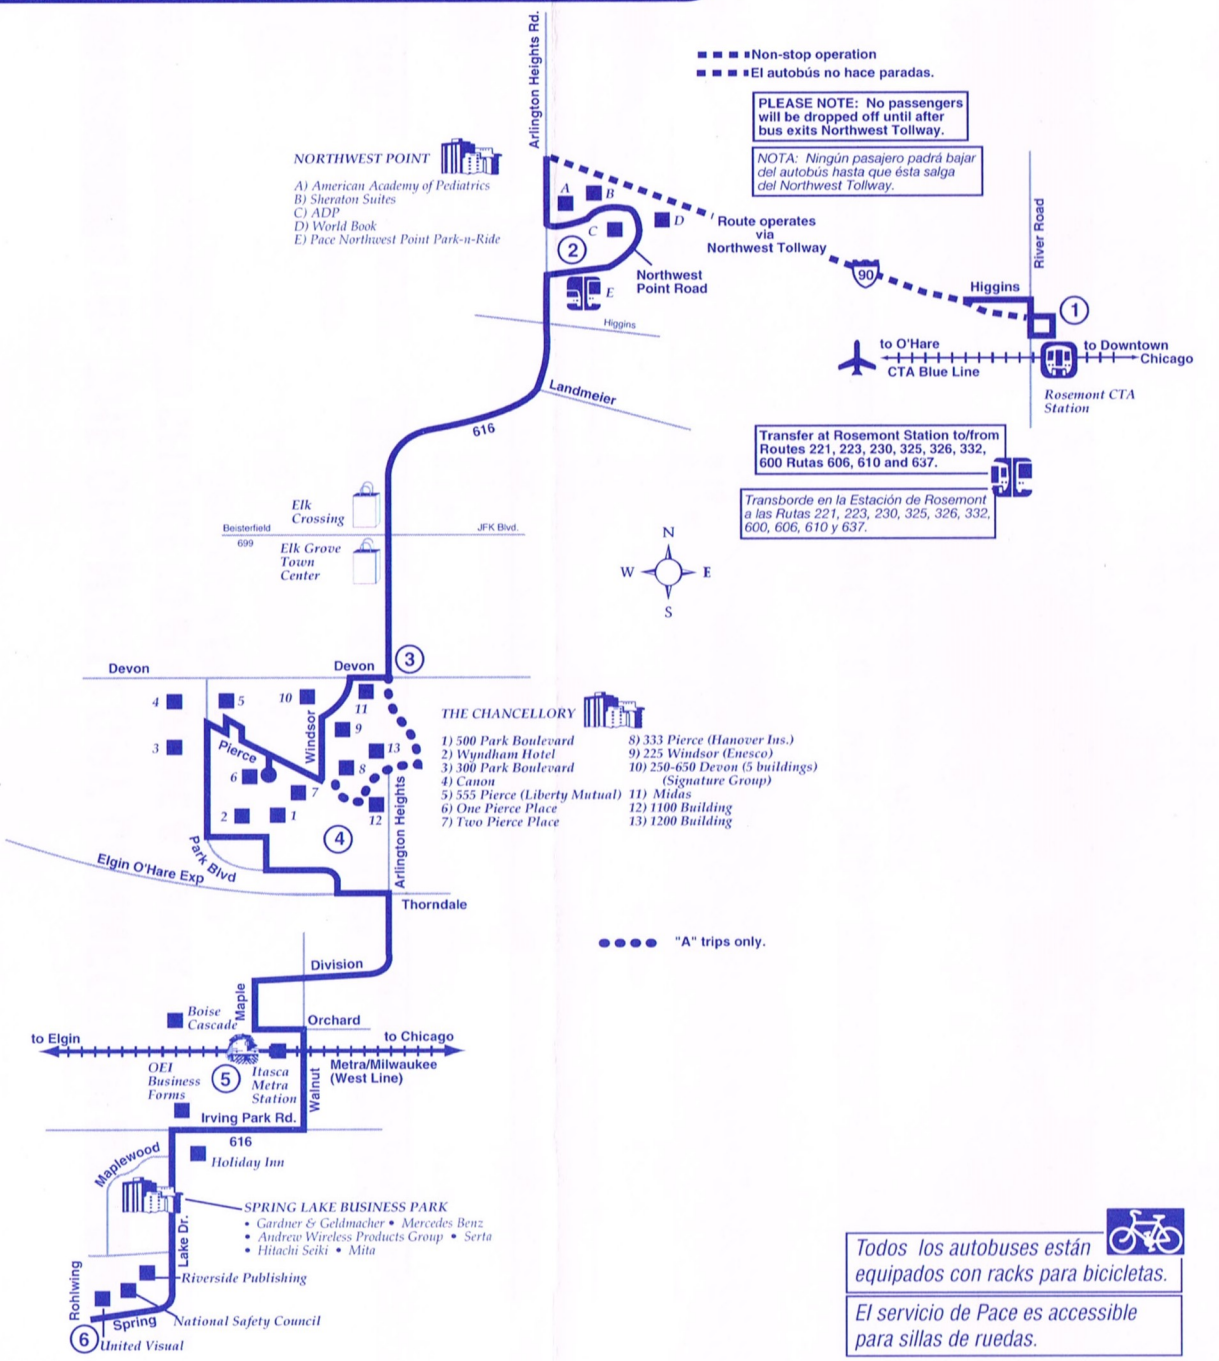 Arlington Heights Rd.
Non-stop operation
El autobús no hace paradas.
PLEASE NOTE: No passengers
will be dropped off until after
bus exits Northwest Tollway.
NOTA: Ningún pasajero padrá bajar
del autobús hasta que ésta salga
del Northwest Tollway.
NORTHWEST POINT
A) American Academy of Pediatrics
B) Sheraton Suites
C) ADP
D) World Book
E) Pace Northwest Point Park-n-Ride
A
B
C
D
2
E
Northwest
Point Road
Route operates
via
Northwest Tollway
90
River Road
Higgins
1
to O'Hare
CTA Blue Line
to Downtown
Chicago
Rosemont CTA
Station
Higgins
Landmeier
616
Transfer at Rosemont Station to/from
Routes 221, 223, 230, 325, 326, 332,
600 Rutas 606, 610 and 637.
Transborde en la Estación de Rosemont
a las Rutas 221, 223, 230, 325, 326, 332,
600, 606, 610 y 637.
Elk
Crossing
Beisterfield
JFK Blvd.
699
Elk Grove
Town
Center
N
W
E
S
Devon
Devon
3
4
5
10
11
9
13
3
Pierce
Windsor
6
8
7
2
1
12
4
Arlington Heights
Park Blvd
Elgin O'Hare Exp
Thorndale
THE CHANCELLORY
1) 500 Park Boulevard
2) Wyndham Hotel
3) 300 Park Boulevard
4) Canon
5) 555 Pierce (Liberty Mutual)
6) One Pierce Place
7) Two Pierce Place
8) 333 Pierce (Hanover Ins.)
9) 225 Windsor (Enesco)
10) 250-650 Devon (5 buildings)
(Signature Group)
11) Midas
12) 1100 Building
13) 1200 Building
"A" trips only.
Division
Maple
Boise
Cascade
Orchard
to Elgin
to Chicago
OEI
Business
Forms
5
Itasca
Metra
Station
Metra/Milwaukee
(West Line)
Walnut
Irving Park Rd.
616
Holiday Inn
Maplewood
SPRING LAKE BUSINESS PARK
• Gardner & Geldmacher • Mercedes Benz
• Andrew Wireless Products Group • Serta
• Hitachi Seiki • Mita
Lake Dr.
Riverside Publishing
Rohlwing
National Safety Council
Spring
6
United Visual
Todos los autobuses están
equipados con racks para bicicletas.
El servicio de Pace es accessible
para sillas de ruedas.